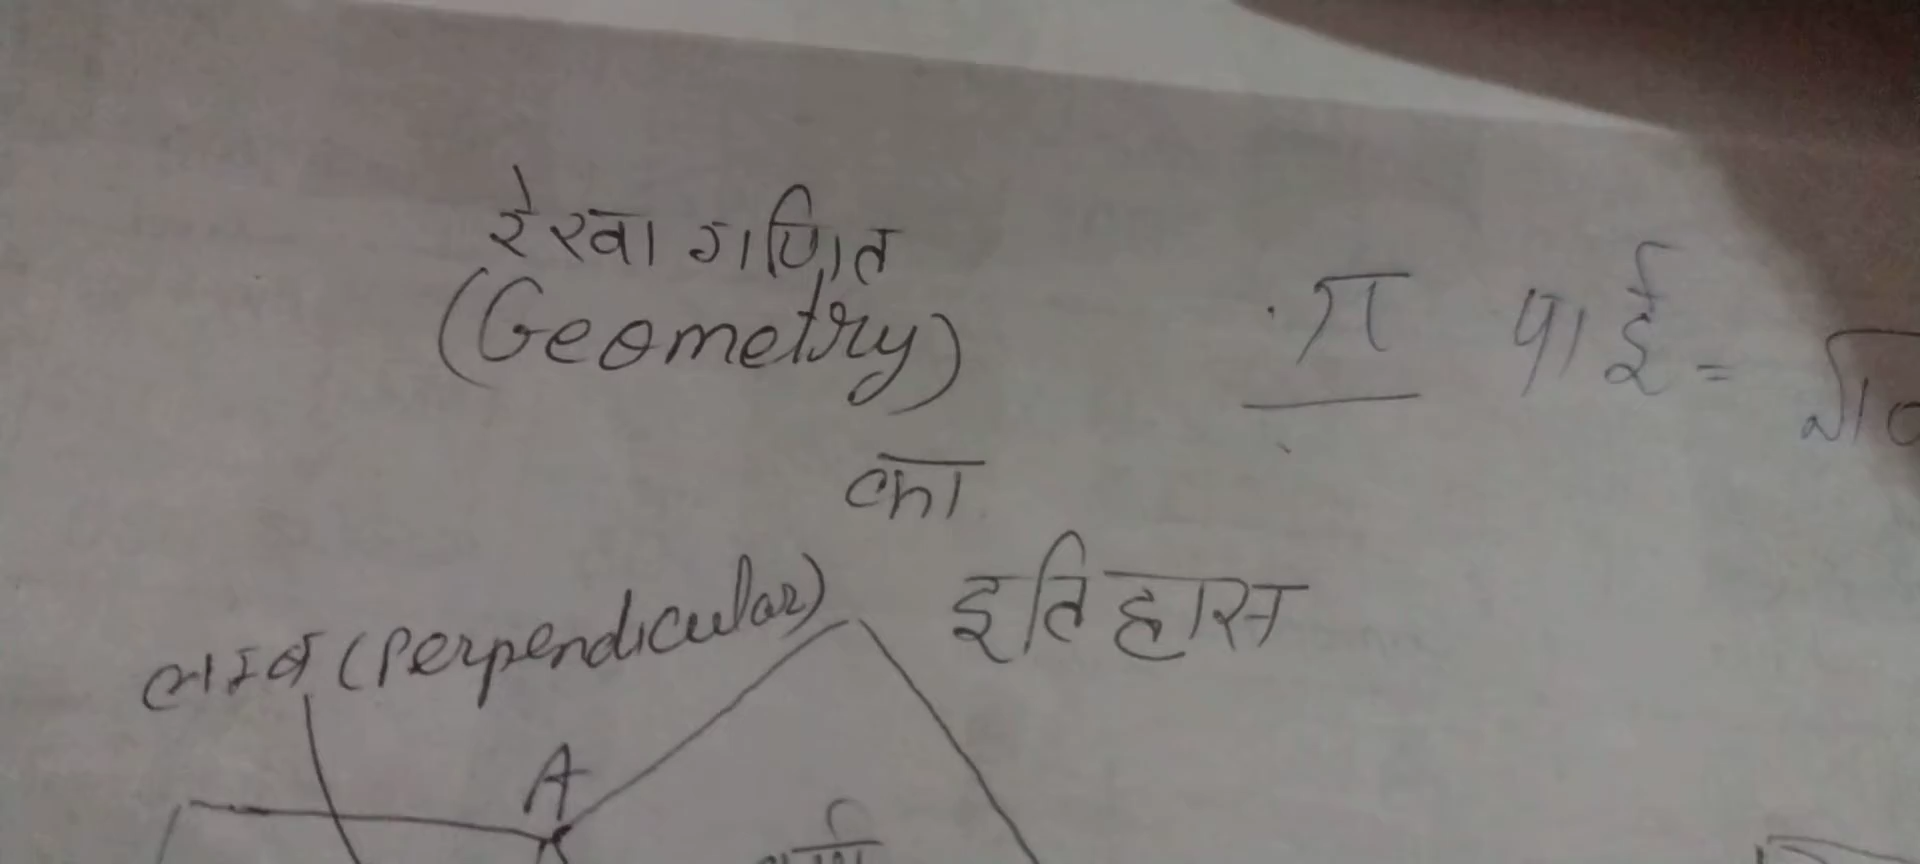 रेखा गणित
(Geometry)
π पाई =
का
इतिहास
लम्ब (Perpendicular)
A